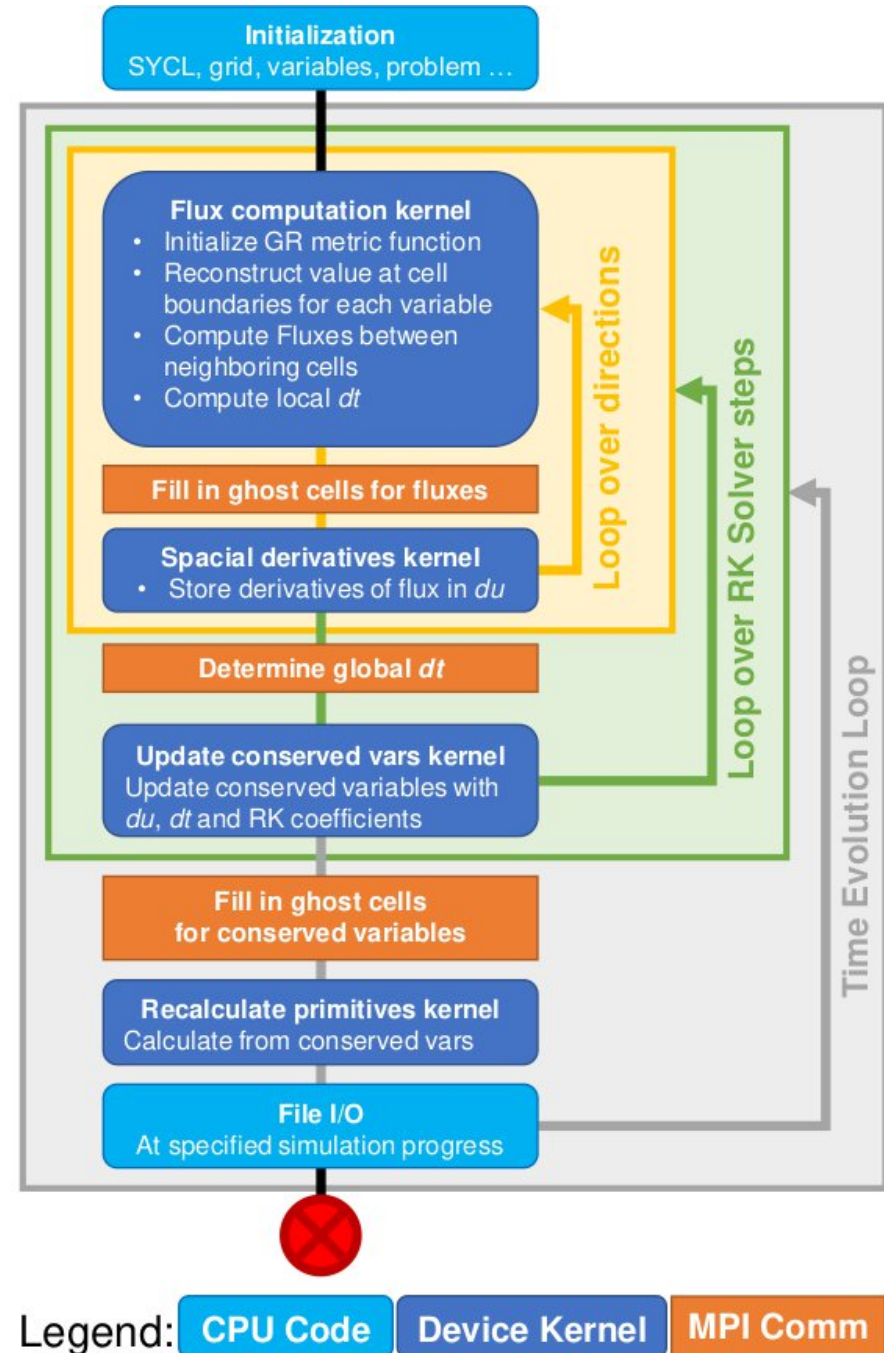 Initialization
SYCL, grid, variables, problem …
Flux computation kernel
• Initialize GR metric function
• Reconstruct value at cell
boundaries for each variable
• Compute Fluxes between
neighboring cells
• Compute local dt
Fill in ghost cells for fluxes
Spacial derivatives kernel
• Store derivatives of flux in du
Loop over directions
Determine global dt
Update conserved vars kernel
Update conserved variables with
du, dt and RK coefficients
Loop over RK Solver steps
Fill in ghost cells
for conserved variables
Recalculate primitives kernel
Calculate from conserved vars
File I/O
At specified simulation progress
Time Evolution Loop
Legend: CPU Code Device Kernel MPI Comm